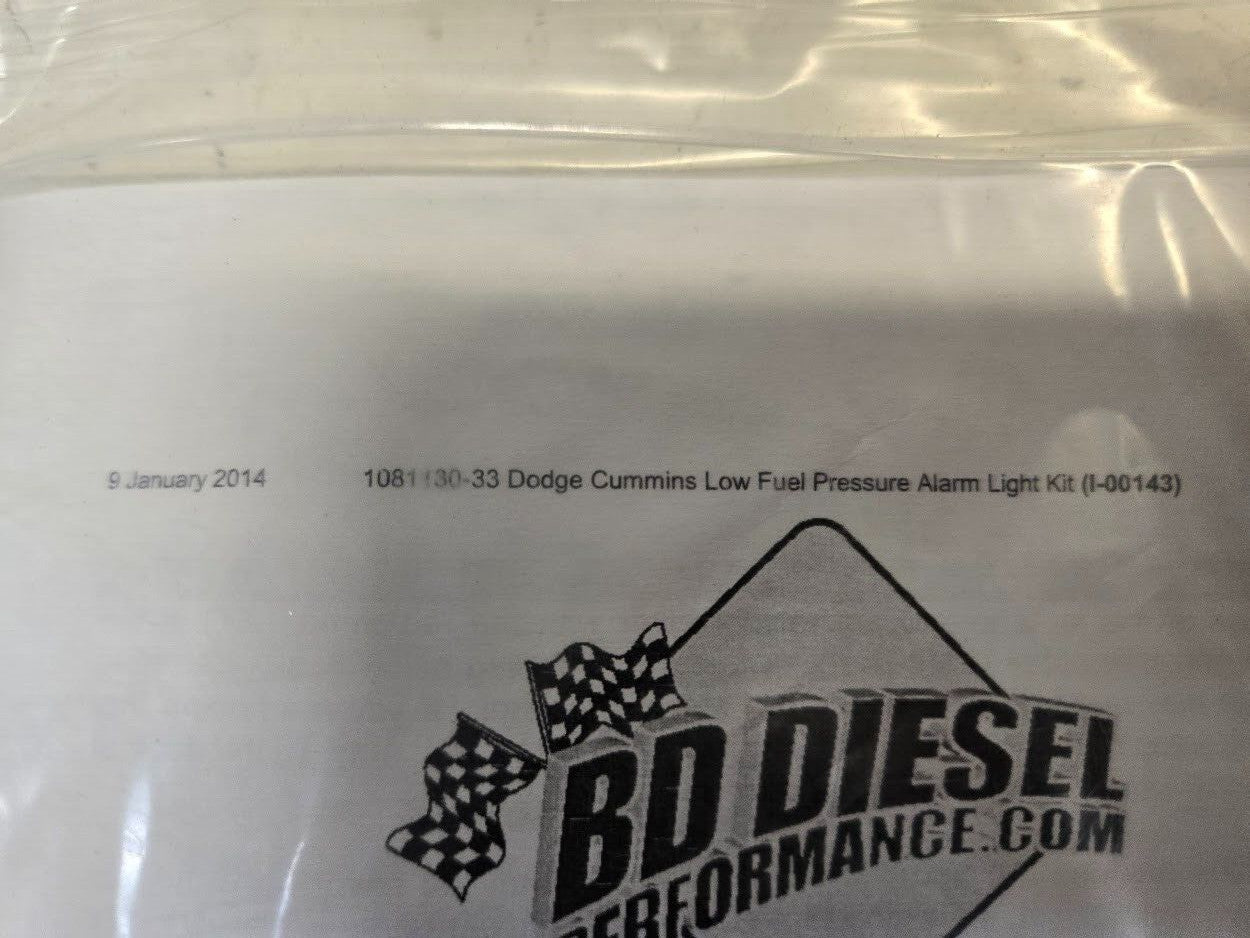 9 January 2014 1081130-33 Dodge Cummins Low Fuel Pressure Alarm Light Kit (I-00143)
BD DIESEL
PERFORMANCE.COM